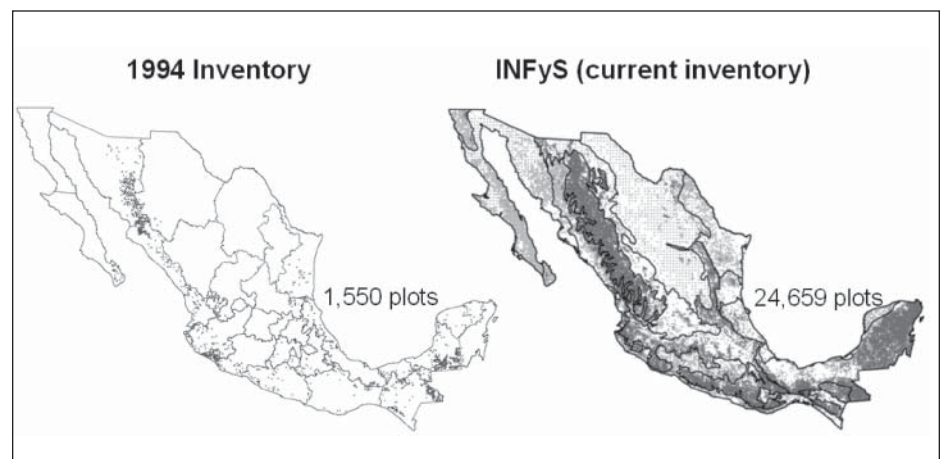 1994 Inventory
INFyS (current inventory)
1,550 plots
24,659 plots